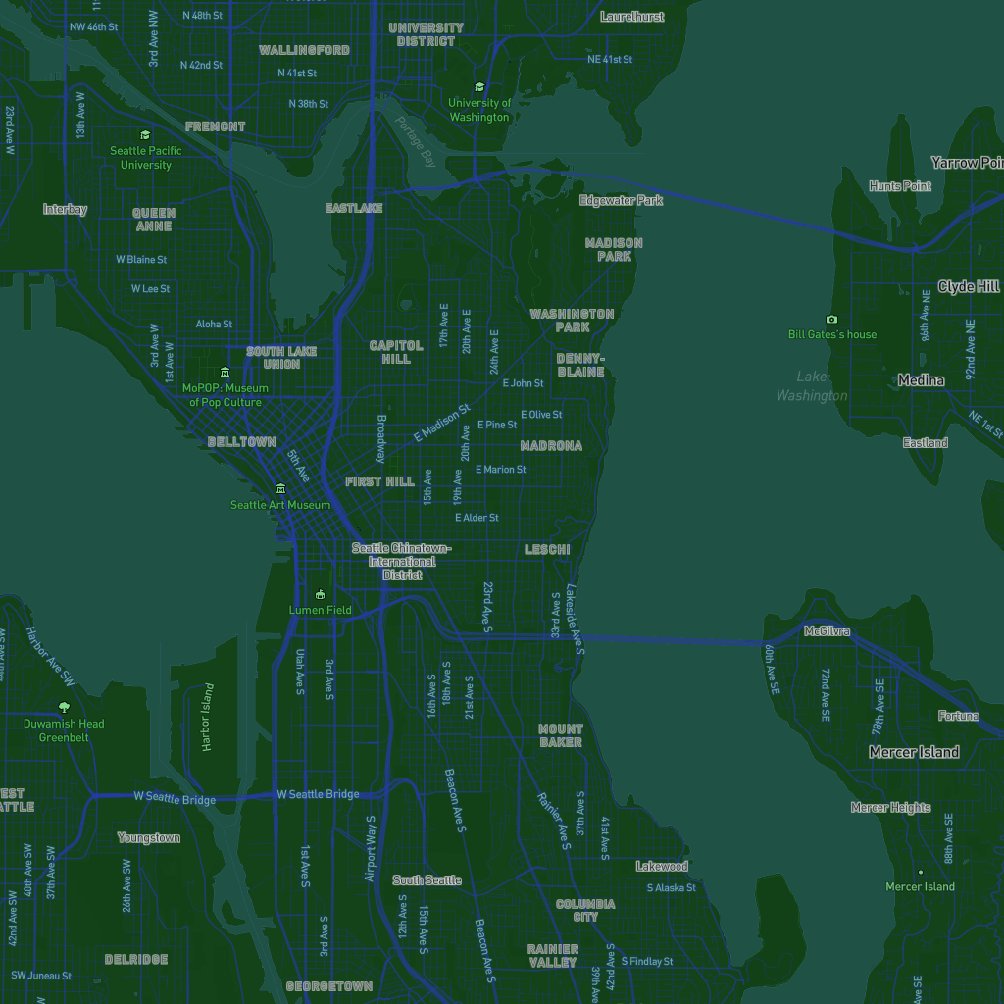 N 48th St
UNIVERSITY
DISTRICT
Laurelhurst
NW 46th St
3rd Ave NW
WALLINGFORD
N 42nd St
N 41st St
NE 41st St
N 38th St
University of
Washington
23rd Ave W
13th Ave W
FREMONT
Portage Bay
Seattle Pacific
University
Hunts Point
Interbay
QUEEN
ANNE
EASTLAKE
Edgewater Park
MADISON
PARK
W Blaine St
W Lee St
Clyde Hill
Aloha St
3rd Ave W
1st Ave W
SOUTH LAKE
UNION
CAPITOL
HILL
17th Ave E
20th Ave E
24th Ave E
WASHINGTON
PARK
DENNY-
BLAINE
Bill Gates's house
92nd Ave NE
MoPOP: Museum
of Pop Culture
E John St
Lake
Washington
Medina
E Madison St
E Olive St
E Pine St
NE 1st St
BELLTOWN
Broadway
20th Ave
MADRONA
Eastland
5th Ave
E Marion St
FIRST HILL
15th Ave
19th Ave
Seattle Art Museum
E Alder St
Seattle Chinatown-
International
District
LESCHI
Lumen Field
23rd Ave S
33rd Ave S
Lakeside Ave S
McGilvra
Harbor Ave SW
Utah Ave S
3rd Ave S
16th Ave S
18th Ave S
21st Ave S
60th Ave SE
72nd Ave SE
78th Ave SE
Harbor Island
Duwamish Head
Greenbelt
Fortuna
MOUNT
BAKER
Mercer Island
W Seattle Bridge
W Seattle Bridge
Beacon Ave S
Rainier Ave S
37th Ave S
41st Ave S
Mercer Heights
88th Ave SE
Youngstown
40th Ave SW
37th Ave SW
26th Ave SW
1st Ave S
Airport Way S
South Seattle
Lakewood
S Alaska St
Mercer Island
42nd Ave SW
S 12th Ave
15th Ave S
COLUMBIA
CITY
S 3rd Ave
Beacon Ave S
RAINIER
VALLEY
DELRIDGE
42nd Ave S
39th Ave S
S Findlay St
SW Juneau St
GEORGETOWN